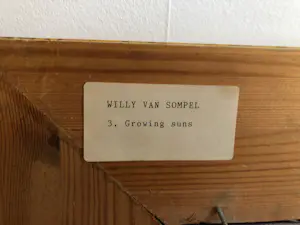 WILLY VAN SOMPEL
3. Growing suns